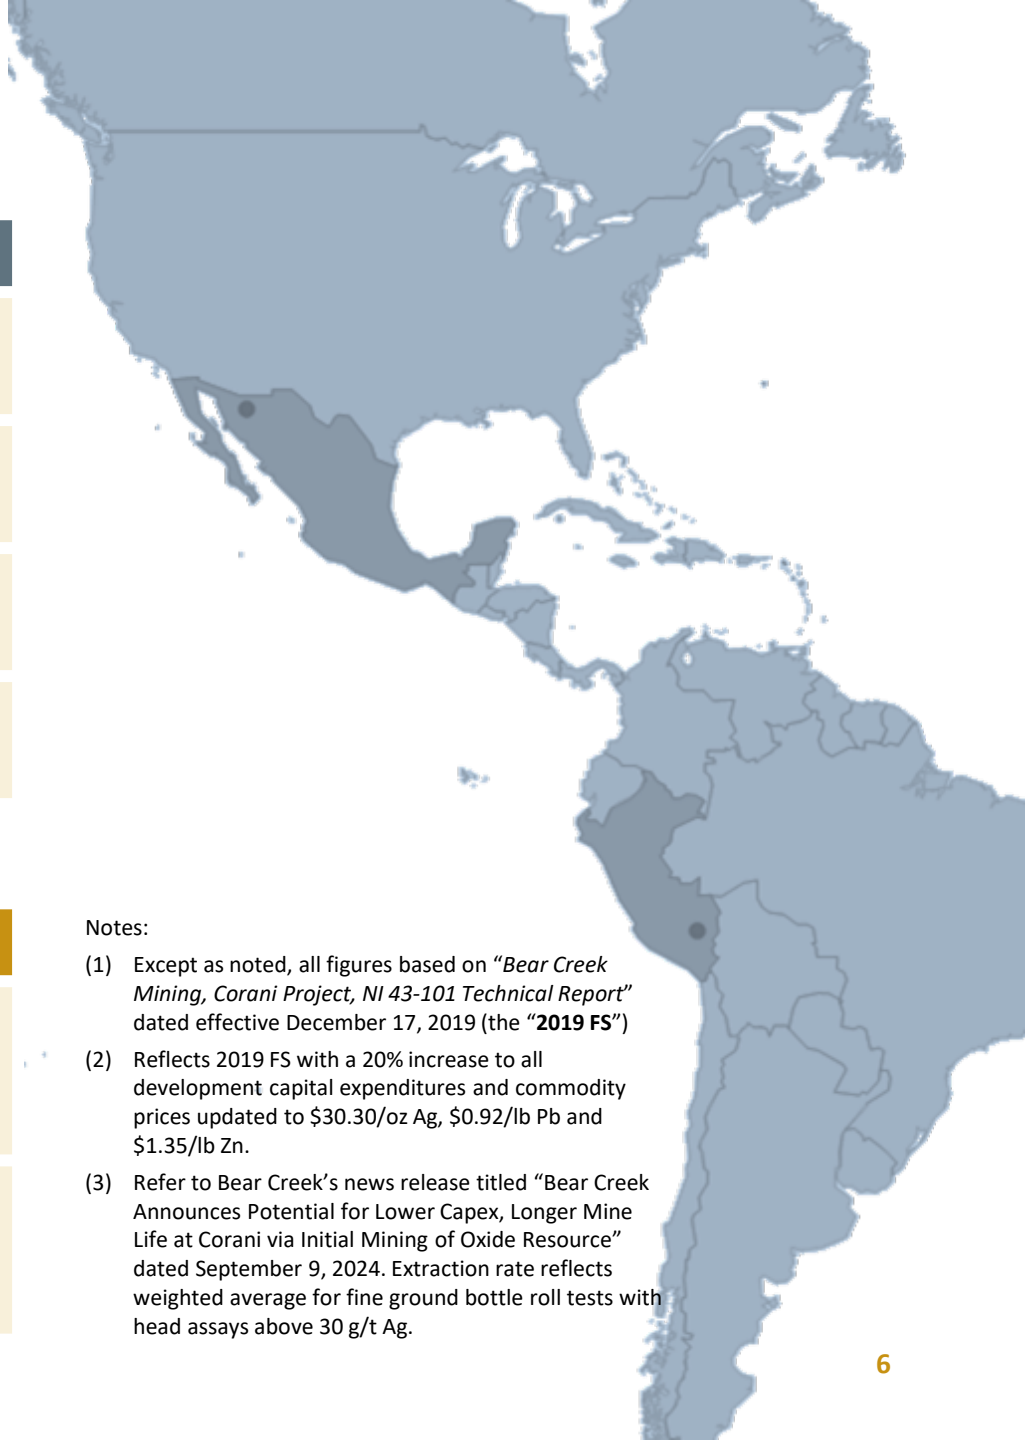 Notes:
(1) Except as noted, all figures based on “Bear Creek
Mining, Corani Project, NI 43-101 Technical Report”
dated effective December 17, 2019 (the “2019 FS”)
(2) Reflects 2019 FS with a 20% increase to all
development capital expenditures and commodity
prices updated to $30.30/oz Ag, $0.92/lb Pb and
$1.35/lb Zn.
(3) Refer to Bear Creek’s news release titled “Bear Creek
Announces Potential for Lower Capex, Longer Mine
Life at Corani via Initial Mining of Oxide Resource”
dated September 9, 2024. Extraction rate reflects
weighted average for fine ground bottle roll tests with
head assays above 30 g/t Ag.
6